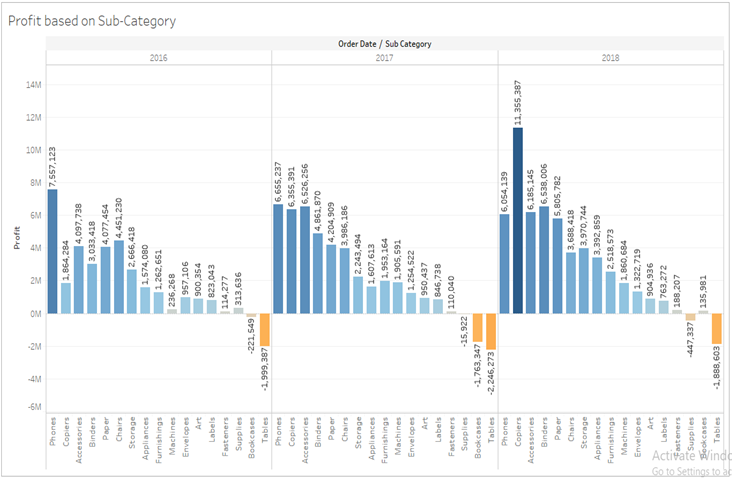 Profit based on Sub-Category
Order Date / Sub Category
2016
2017
2018
Profit
14M
12M
10M
8M
6M
4M
2M
0M
-2M
-4M
-6M
7,557,123
1,864,284
4,097,738
3,033,418
4,077,454
4,451,230
2,666,418
1,574,080
1,262,651
236,268
957,106
900,354
823,043
114,277
312,636
-221,549
-1,999,387
6,655,237
6,355,391
6,526,256
4,861,870
4,204,909
3,986,186
2,243,494
1,607,613
1,953,164
1,905,591
1,254,522
950,437
846,738
110,040
-15,922
-1,763,347
-2,246,273
6,054,139
11,355,387
6,185,145
6,538,006
5,805,782
3,688,418
3,970,744
3,392,859
2,518,573
1,860,684
1,322,719
904,936
763,272
188,207
-447,337
135,981
-1,888,603
Phones
Copiers
Accessories
Binders
Paper
Chairs
Storage
Appliances
Furnishings
Machines
Envelopes
Art
Labels
Fasteners
Supplies
Bookcases
Tables
Phones
Copiers
Accessories
Binders
Paper
Chairs
Storage
Appliances
Furnishings
Machines
Envelopes
Art
Labels
Fasteners
Supplies
Bookcases
Tables
Phones
Copiers
Accessories
Binders
Paper
Chairs
Storage
Appliances
Furnishings
Machines
Envelopes
Art
Labels
Fasteners
Supplies
Bookcases
Tables
Activate Windo
Go to Settings to a